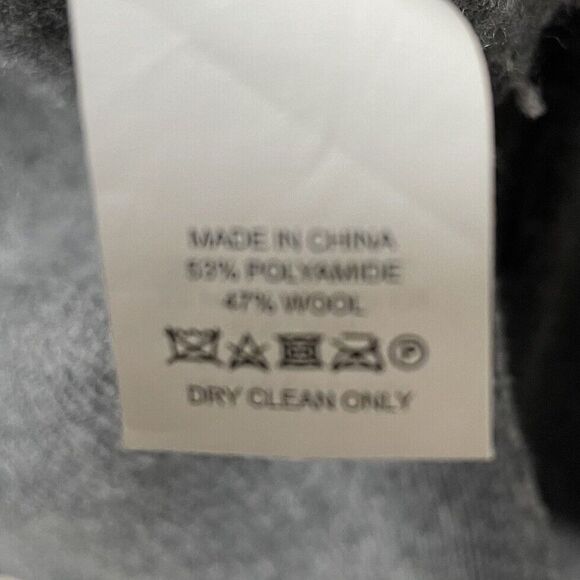 MADE IN CHINA
53% POLYAMIDE
47% WOOL
P
DRY CLEAN ONLY